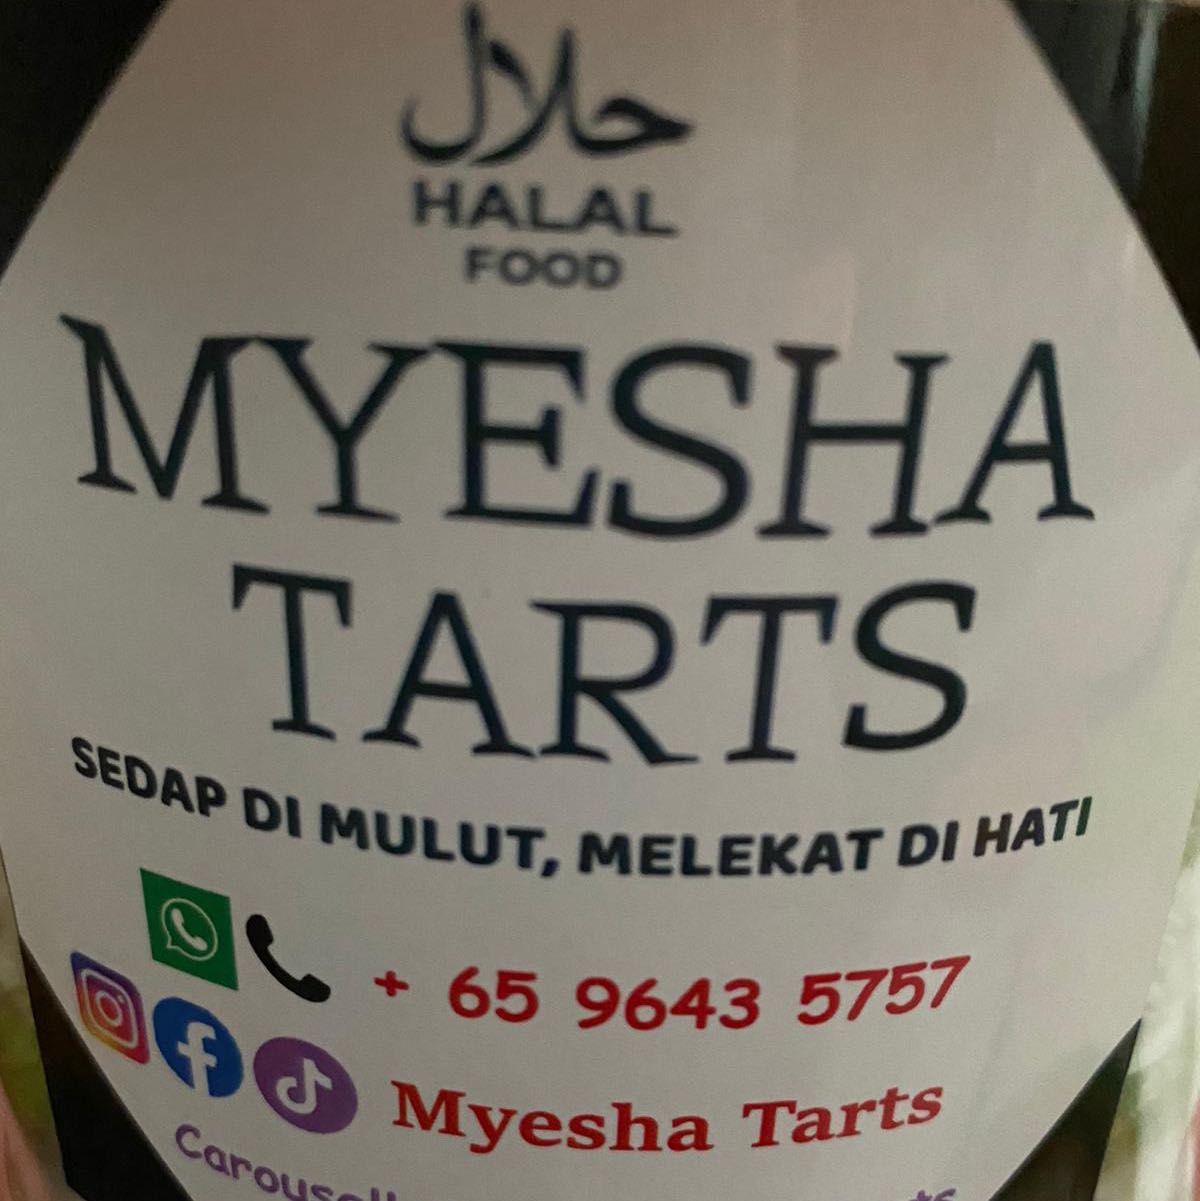 حلال
HALAL
FOOD
MYESHA
TARTS
SEDAP DI MULUT, MELEKAT DI HATI
+ 65 9643 5757
Myesha Tarts